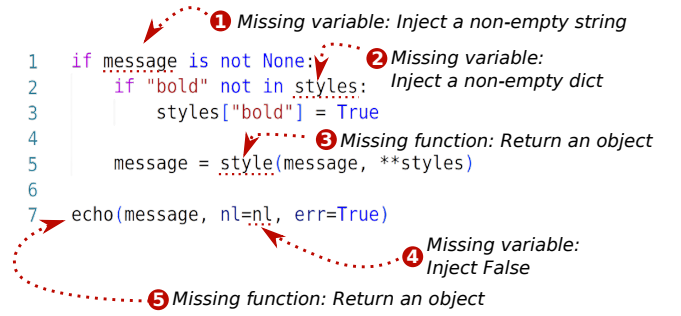 1 Missing variable: Inject a non-empty string
1 if message is not None:
2 Missing variable:
Inject a non-empty dict
2 if "bold" not in styles:
3 styles["bold"] = True
4
3 Missing function: Return an object
5 message = style(message, **styles)
6
7 echo(message, nl=nl, err=True)
4 Missing variable:
Inject False
5 Missing function: Return an object